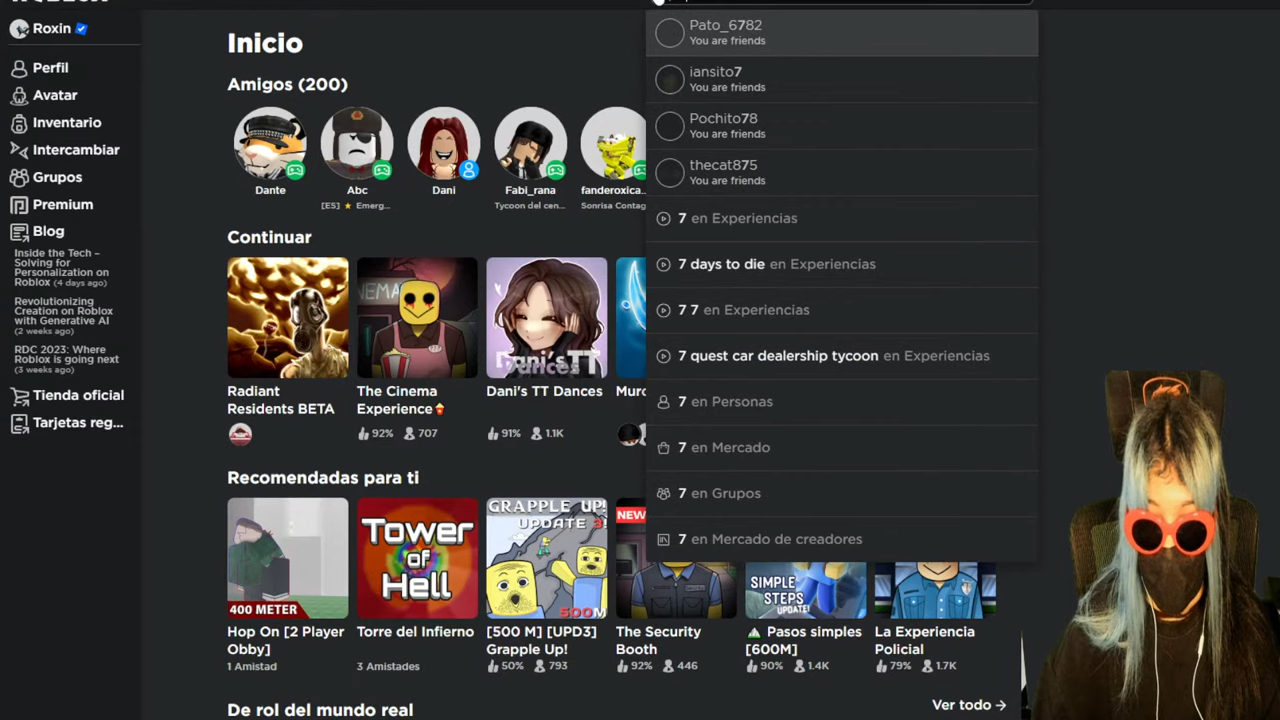 Roxin
Perfil
Avatar
Inventario
Intercambiar
Grupos
Premium
Blog
Inside the Tech –
Solving for
Personalization on
Roblox (4 days ago)
Revolutionizing
Creation on Roblox
with Generative AI
(2 weeks ago)
RDC 2023: Where
Roblox is going next
(3 weeks ago)
Tienda oficial
Tarjetas reg...
Inicio
Amigos (200)
Dante
Abc
[ES] ★ Emerg...
Dani
Fabi_rana
Tycoon del cen...
fanderoxica...
Sonrisa Contag
Pato_6782
You are friends
iansito7
You are friends
Pochito78
You are friends
thecat875
You are friends
7 en Experiencias
7 days to die en Experiencias
7 7 en Experiencias
7 quest car dealership tycoon en Experiencias
7 en Personas
7 en Mercado
7 en Grupos
7 en Mercado de creadores
Continuar
Dani's TT
Dances
Radiant
Residents BETA
The Cinema
Experience
92% 707
Dani's TT Dances
91% 1.1K
Recomendadas para ti
400 METER
Tower
of
Hell
GRAPPLE UP!
UPDATE 3!
500M
NEW
SIMPLE
STEPS
UPDATE!
Hop On [2 Player
Obby]
1 Amistad
Torre del Infierno
3 Amistades
[500 M] [UPD3]
Grapple Up!
50% 793
The Security
Booth
92% 446
Pasos simples
[600M]
90% 1.4K
La Experiencia
Policial
79% 1.7K
De rol del mundo real
Ver todo →